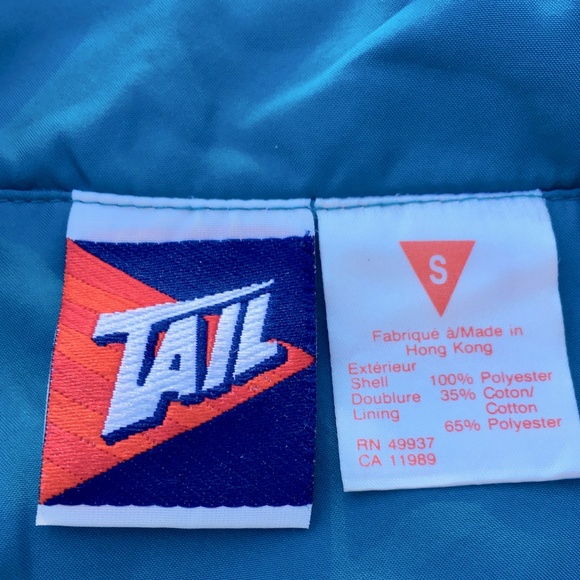 TAIL
S
Fabriqué à/Made in
Hong Kong
Extérieur
Shell 100% Polyester
Doublure 35% Coton/
Lining Cotton
65% Polyester
RN 49937
CA 11989